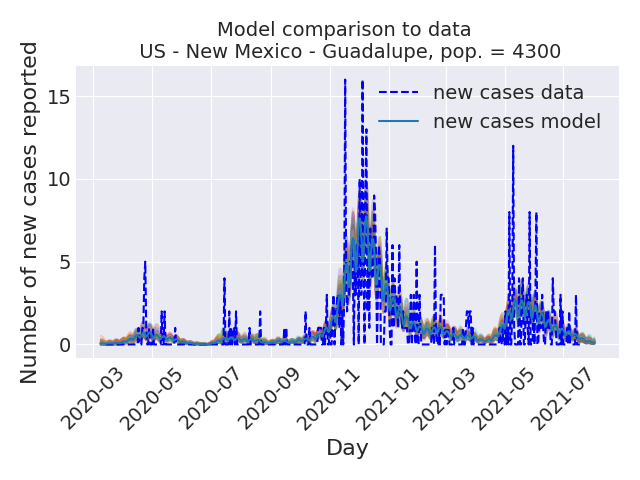 Model comparison to data
US - New Mexico - Guadalupe, pop. = 4300
Number of new cases reported
15
10
5
0
new cases data
new cases model
2020-03
2020-05
2020-07
2020-09
2020-11
2021-01
2021-03
2021-05
2021-07
Day